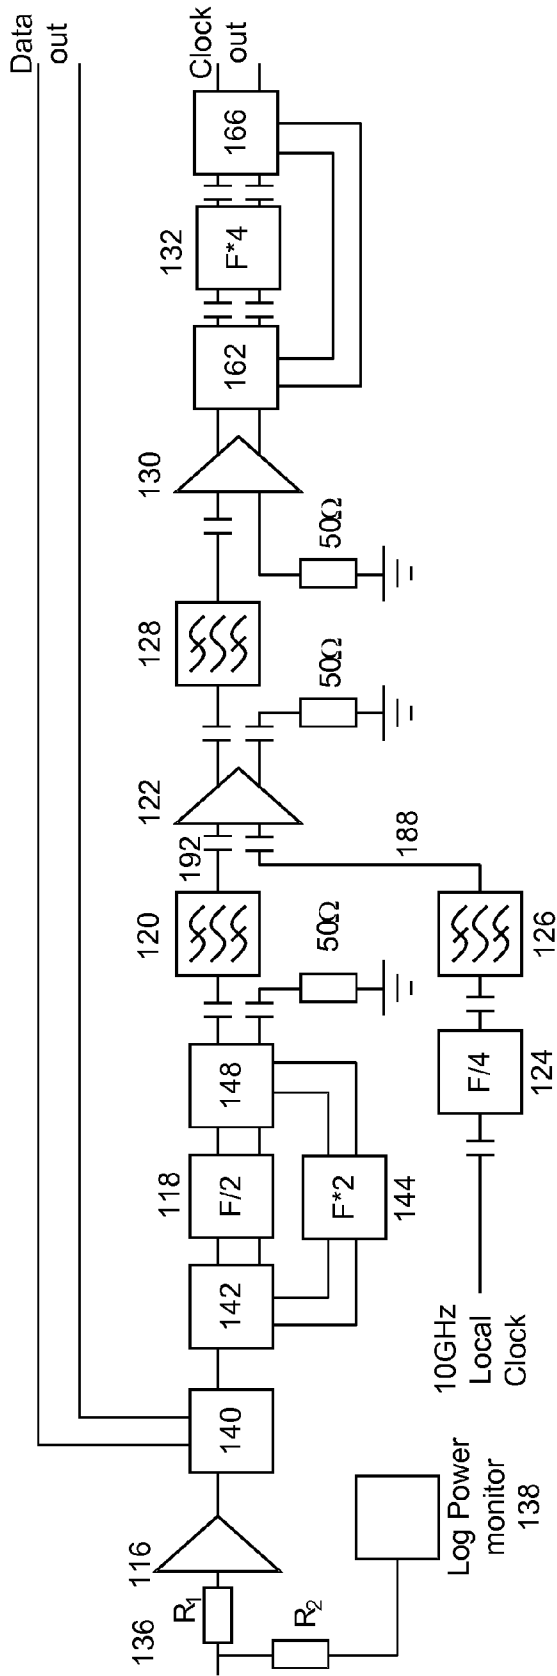 Data
out
Clock
out
166
132
F*4
162
130
50Ω
128
50Ω
122
192
188
120
50Ω
126
148
F/4
124
118
F/2
F*2
144
142
10GHz
Local
Clock
140
116
Log Power
monitor
138
R1
R2
136